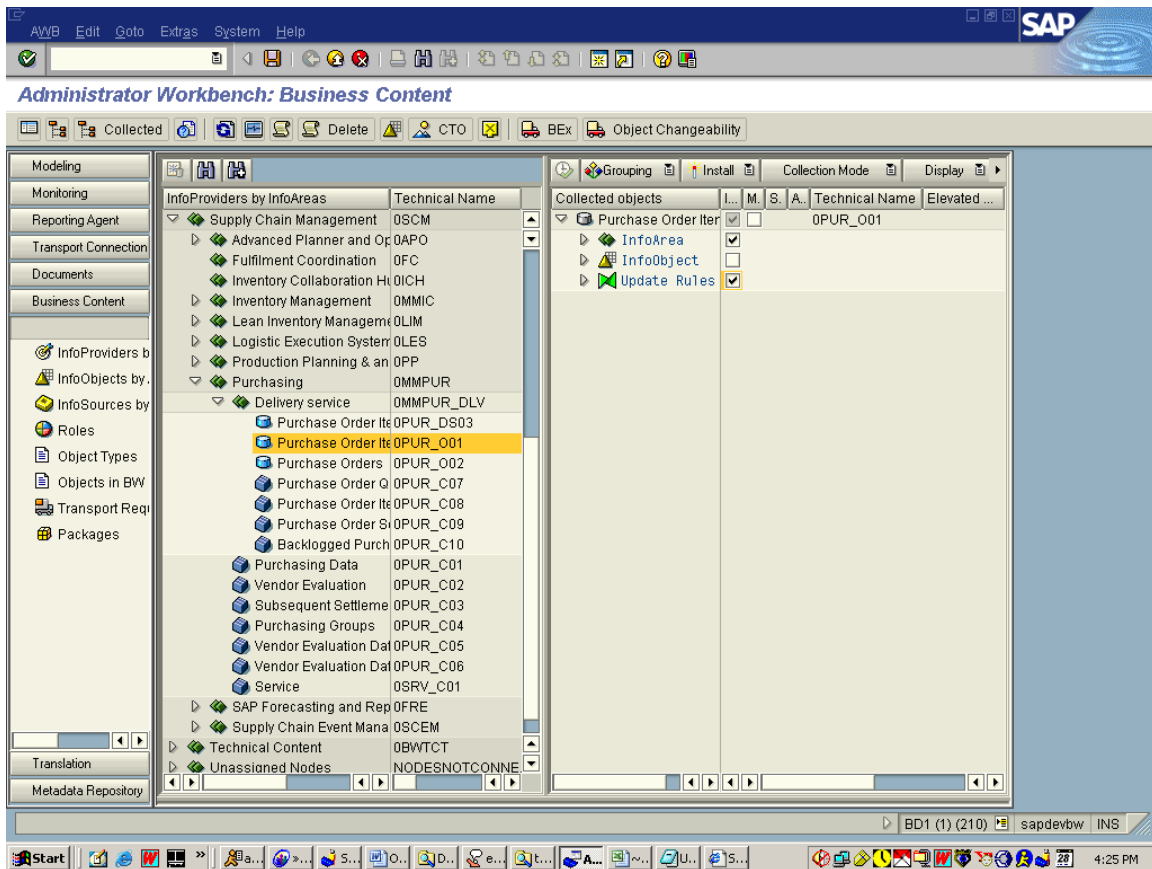 AWB Edit Goto Extras System Help
SAP
Administrator Workbench: Business Content
Collected Delete CTO BEx Object Changeability
Modeling
Monitoring
Reporting Agent
Transport Connection
Documents
Business Content
InfoProviders b
InfoObjects by.
InfoSources by
Roles
Object Types
Objects in BW
Transport Requ
Packages
Translation
Metadata Repository
InfoProviders by InfoAreas Technical Name
Supply Chain Management 0SCM
Advanced Planner and Op 0APO
Fulfilment Coordination 0FC
Inventory Collaboration Hu 0ICH
Inventory Management 0MMIC
Lean Inventory Manageme 0LIM
Logistic Execution System 0LES
Production Planning & an 0PP
Purchasing 0MMPUR
Delivery service 0MMPUR_DLV
Purchase Order Ite 0PUR_DS03
Purchase Order Ite 0PUR_O01
Purchase Orders 0PUR_O02
Purchase Order Q 0PUR_C07
Purchase Order Ite 0PUR_C08
Purchase Order S 0PUR_C09
Backlogged Purch 0PUR_C10
Purchasing Data 0PUR_C01
Vendor Evaluation 0PUR_C02
Subsequent Settleme 0PUR_C03
Purchasing Groups 0PUR_C04
Vendor Evaluation Dat 0PUR_C05
Vendor Evaluation Dat 0PUR_C06
Service 0SRV_C01
SAP Forecasting and Rep 0FRE
Supply Chain Event Mana 0SCEM
Technical Content 0BWTCT
Unassigned Nodes NODESNOTCONNE.
Grouping Install Collection Mode Display
Collected objects I... M. S. A.. Technical Name Elevated ...
Purchase Order Iter 0PUR_O01
InfoArea
InfoObject
Update Rules
BD1 (1) (210) sapdevbw INS
Start » a... »... S... O.. D.. e... t... A... ~.. U.. S... 28 4:25 PM